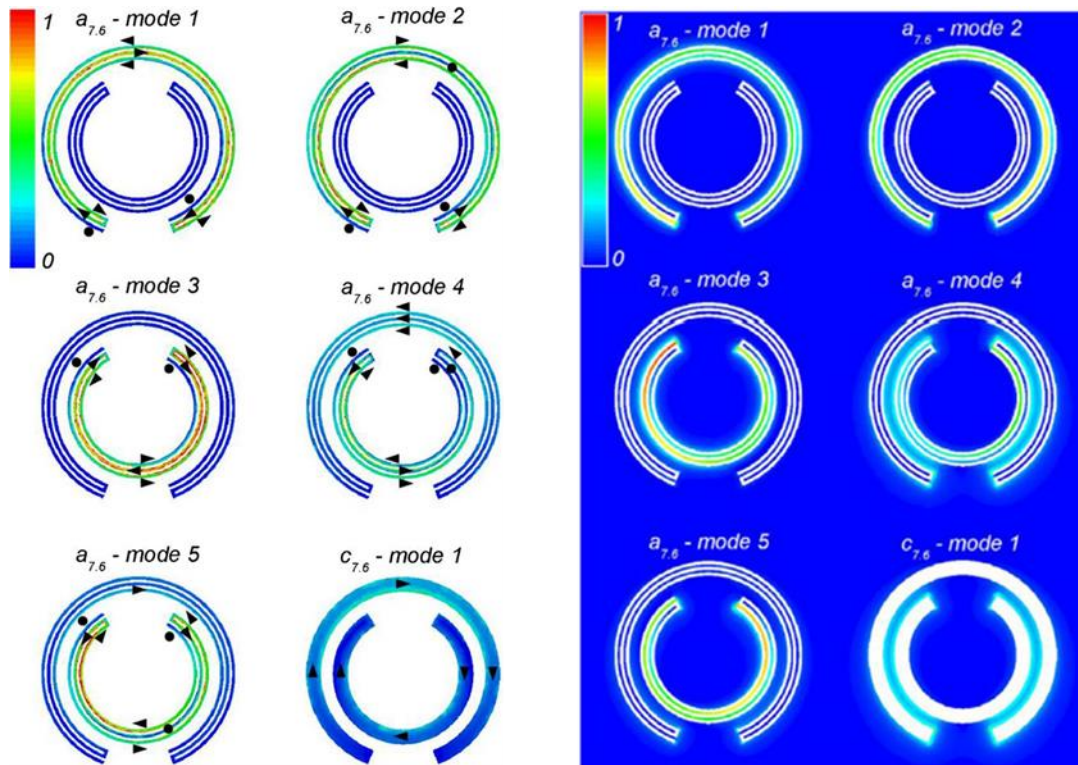 1
0
a7.6 - mode 1
a7.6 - mode 2
a7.6 - mode 3
a7.6 - mode 4
a7.6 - mode 5
c7.6 - mode 1
1
0
a7.6 - mode 1
a7.6 - mode 2
a7.6 - mode 3
a7.6 - mode 4
a7.6 - mode 5
c7.6 - mode 1